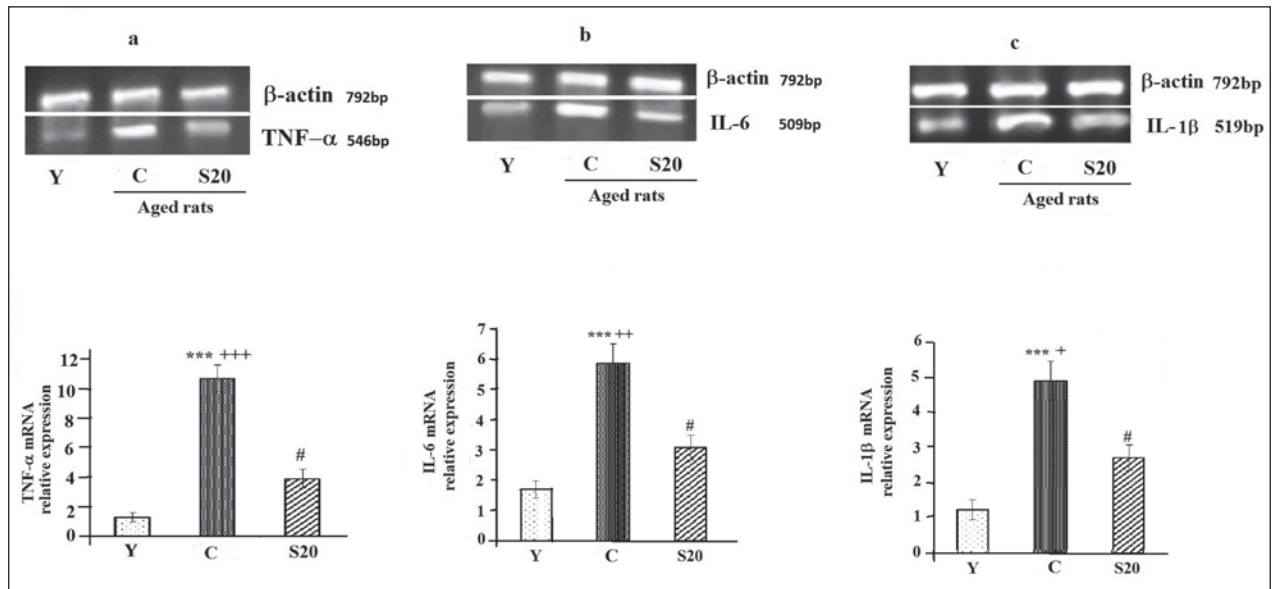 a
β-actin 792bp
TNF-α 546bp
Y C S20
Aged rats
b
β-actin 792bp
IL-6 509bp
Y C S20
Aged rats
c
β-actin 792bp
IL-1β 519bp
Y C S20
Aged rats
TNF-α mRNA
relative expression
12
10
8
6
4
2
0
*** +++
#
Y C S20
IL-6 mRNA
relative expression
7
6
5
4
3
2
1
0
*** ++
#
Y C S20
IL-1β mRNA
relative expression
6
5
4
3
2
1
0
*** +
#
Y C S20